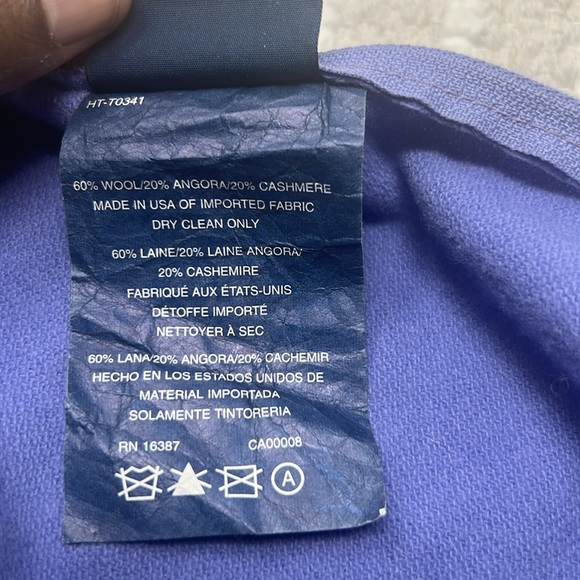 HT-T0341
60% WOOL/20% ANGORA/20% CASHMERE
MADE IN USA OF IMPORTED FABRIC
DRY CLEAN ONLY
60% LAINE/20% LAINE ANGORA/
20% CASHEMIRE
FABRIQUÉ AUX ÉTATS-UNIS
DÉTOFFE IMPORTÉ
NETTOYER À SEC
60% LANA/20% ANGORA/20% CACHEMIR
HECHO EN LOS ESTADOS UNIDOS DE
MATERIAL IMPORTADA
SOLAMENTE TINTORERIA
RN 16387 CA00008
A